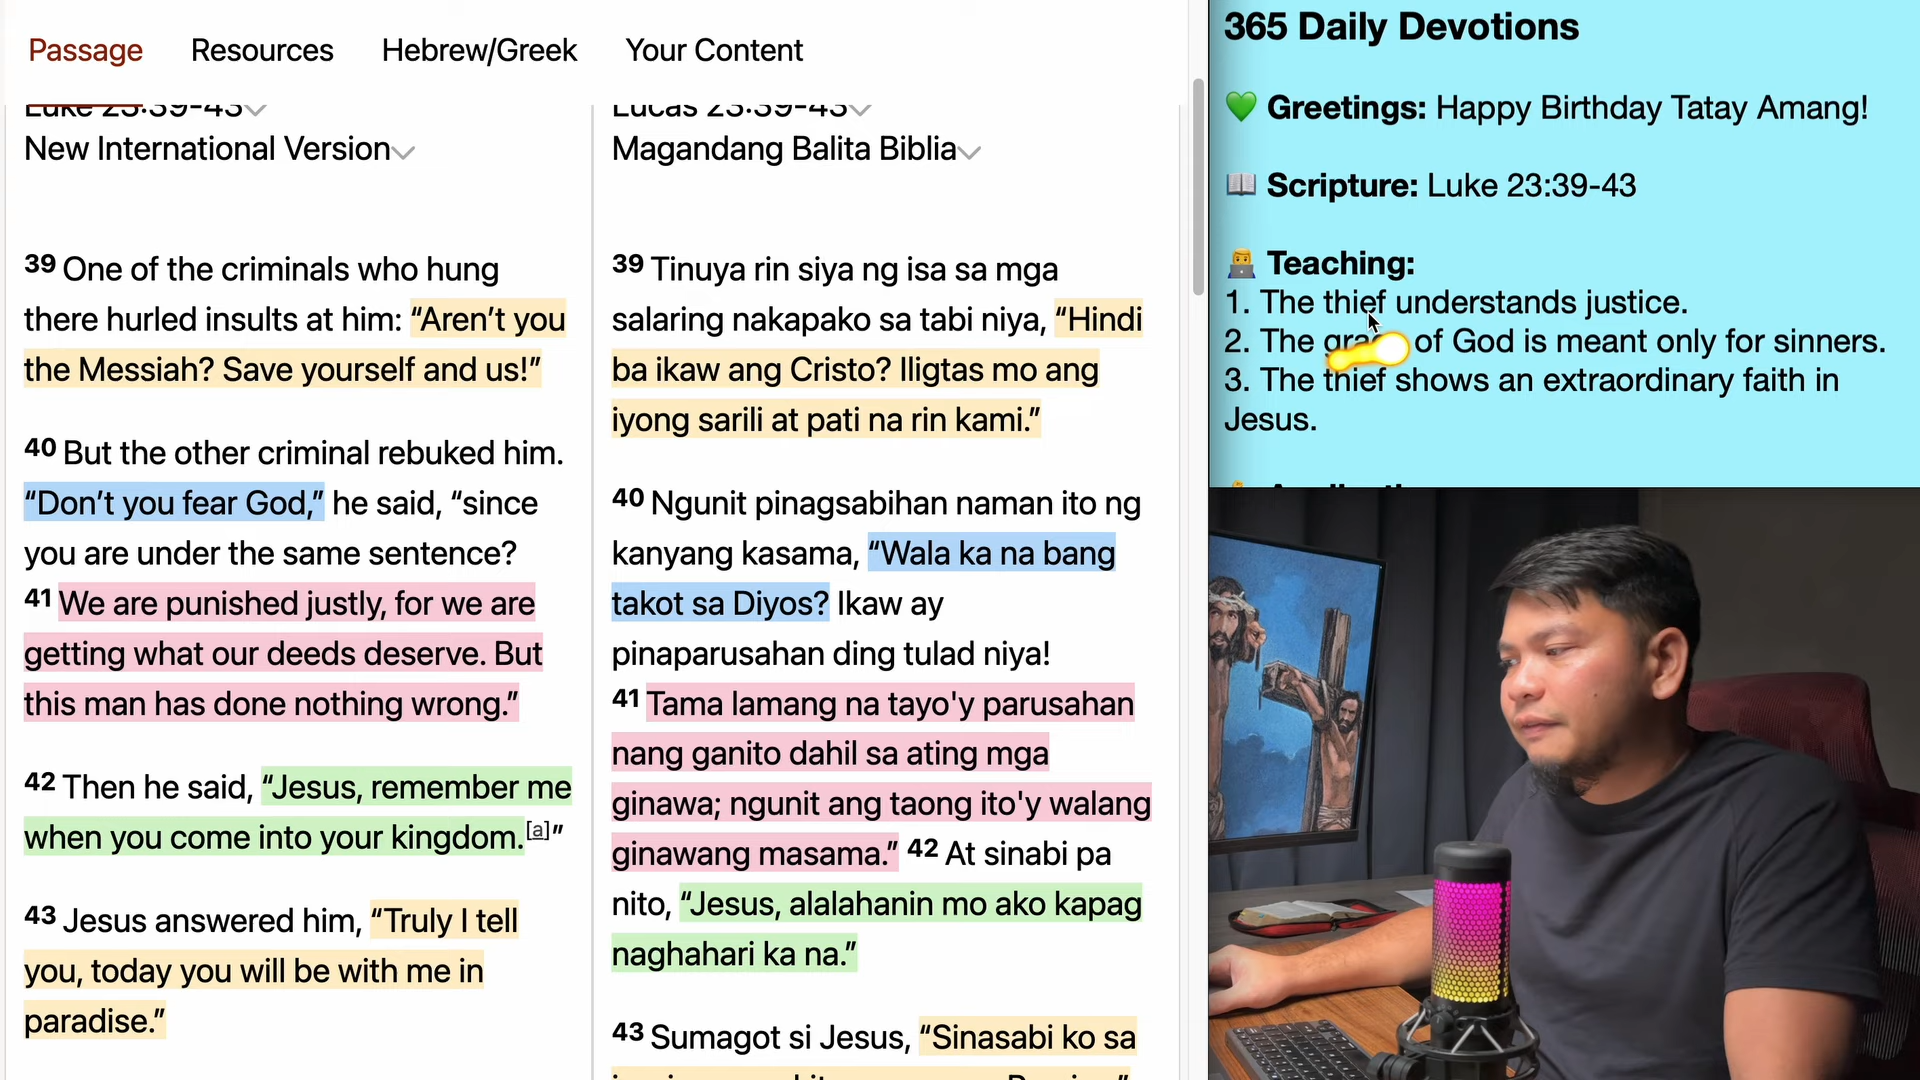 Passage
Resources
Hebrew/Greek
Your Content
Luke 23:39-43
New International Version
39 One of the criminals who hung
there hurled insults at him: “Aren’t you
the Messiah? Save yourself and us!”
40 But the other criminal rebuked him.
“Don’t you fear God,” he said, “since
you are under the same sentence?
41 We are punished justly, for we are
getting what our deeds deserve. But
this man has done nothing wrong.”
42 Then he said, “Jesus, remember me
when you come into your kingdom.[a]”
43 Jesus answered him, “Truly I tell
you, today you will be with me in
paradise.”
Lucas 23:39-43
Magandang Balita Biblia
39 Tinuya rin siya ng isa sa mga
salaring nakapako sa tabi niya, “Hindi
ba ikaw ang Cristo? Iligtas mo ang
iyong sarili at pati na rin kami.”
40 Ngunit pinagsabihan naman ito ng
kanyang kasama, “Wala ka na bang
takot sa Diyos? Ikaw ay
pinaparusahan ding tulad niya!
41 Tama lamang na tayo'y parusahan
nang ganito dahil sa ating mga
ginawa; ngunit ang taong ito'y walang
ginawang masama.” 42 At sinabi pa
nito, “Jesus, alalahanin mo ako kapag
naghahari ka na.”
43 Sumagot si Jesus, “Sinasabi ko sa
365 Daily Devotions
💚 Greetings: Happy Birthday Tatay Amang!
📖 Scripture: Luke 23:39-43
👨‍💻 Teaching:
1. The thief understands justice.
2. The grace of God is meant only for sinners.
3. The thief shows an extraordinary faith in
Jesus.